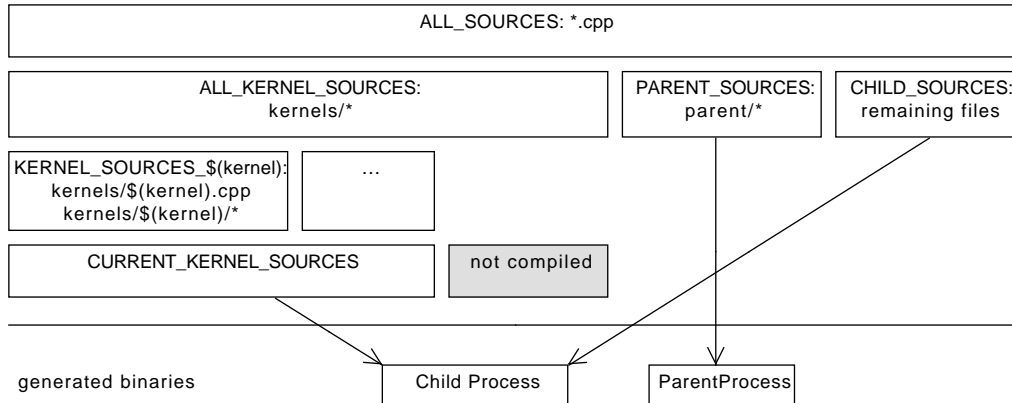 ALL_SOURCES: *.cpp
ALL_KERNEL_SOURCES:
kernels/*
PARENT_SOURCES:
parent/*
CHILD_SOURCES:
remaining files
KERNEL_SOURCES_$(kernel):
kernels/$(kernel).cpp
kernels/$(kernel)/*
...
CURRENT_KERNEL_SOURCES
not compiled
generated binaries
Child Process
ParentProcess